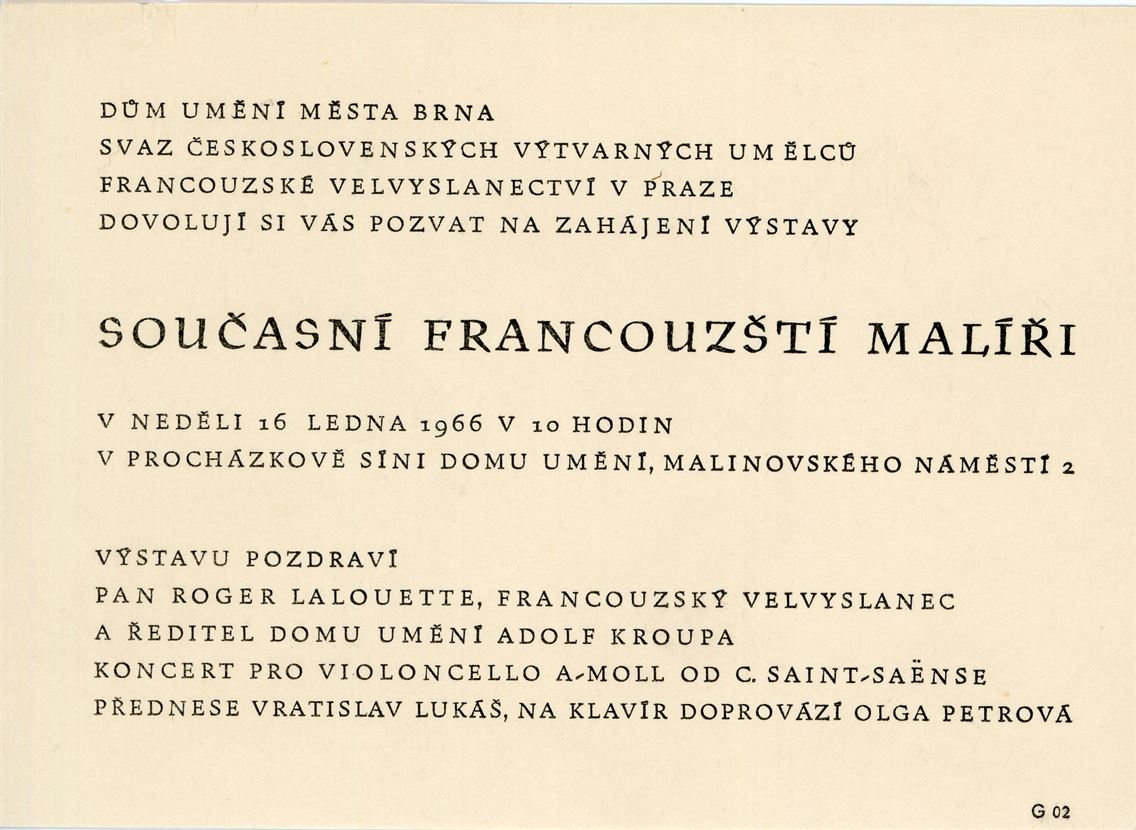 DŮM UMĚNÍ MĚSTA BRNA
SVAZ ČESKOSLOVENSKÝCH VÝTVARNÝCH UMĚLCŮ
FRANCOUZSKÉ VELVYSLANECTVÍ V PRAZE
DOVOLUJÍ SI VÁS POZVAT NA ZAHÁJENÍ VÝSTAVY
SOUČASNÍ FRANCOUZŠTÍ MALÍŘI
V NEDĚLI 16 LEDNA 1966 V 10 HODIN
V PROCHÁZKOVĚ SÍNI DOMU UMĚNÍ, MALINOVSKÉHO NÁMĚSTÍ 2
VÝSTAVU POZDRAVÍ
PAN ROGER LALOUETTE, FRANCOUZSKÝ VELVYSLANEC
A ŘEDITEL DOMU UMĚNÍ ADOLF KROUPA
KONCERT PRO VIOLONCELLO A-MOLL OD C. SAINT-SAËNSE
PŘEDNESE VRATISLAV LUKÁŠ, NA KLAVÍR DOPROVÁZÍ OLGA PETROVÁ
G 02